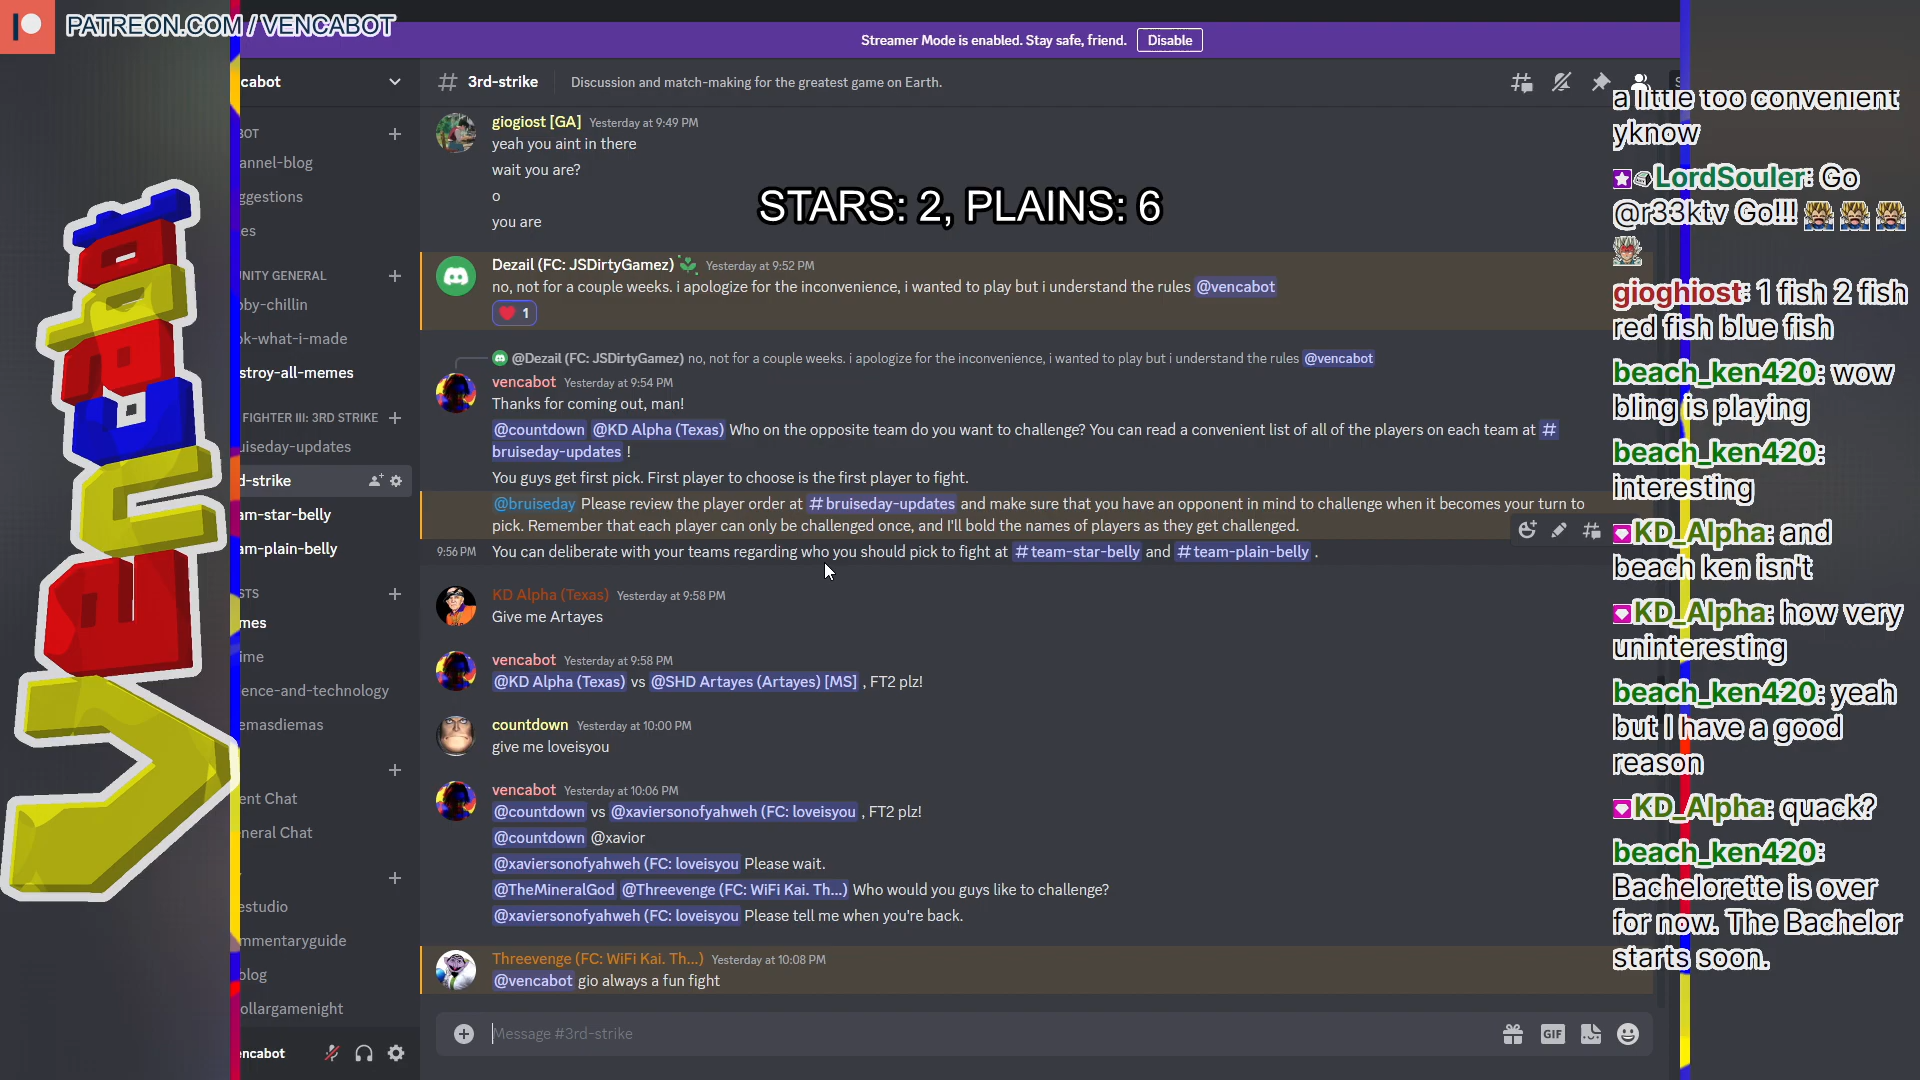 PATREON.COM / VENCABOT
Streamer Mode is enabled. Stay safe, friend. Disable
cabot
# 3rd-strike
Discussion and match-making for the greatest game on Earth.
OT
annel-blog
ggestions
es
NITY GENERAL
by-chillin
ok-what-i-made
stroy-all-memes
FIGHTER III: 3RD STRIKE
uiseday-updates
d-strike
am-star-belly
am-plain-belly
STS
mes
ime
ence-and-technology
emasdiemas
ent Chat
neral Chat
estudio
mmentaryguide
blog
ollargamenight
encabot
vencabot
STARS: 2, PLAINS: 6
giogiost [GA] Yesterday at 9:49 PM
yeah you aint in there
wait you are?
o
you are
Dezail (FC: JSDirtyGamez) Yesterday at 9:52 PM
no, not for a couple weeks. i apologize for the inconvenience, i wanted to play but i understand the rules @vencabot
1
@Dezail (FC: JSDirtyGamez) no, not for a couple weeks. i apologize for the inconvenience, i wanted to play but i understand the rules @vencabot
vencabot Yesterday at 9:54 PM
Thanks for coming out, man!
@countdown @KD Alpha (Texas) Who on the opposite team do you want to challenge? You can read a convenient list of all of the players on each team at #
bruiseday-updates !
You guys get first pick. First player to choose is the first player to fight.
@bruiseday Please review the player order at #bruiseday-updates and make sure that you have an opponent in mind to challenge when it becomes your turn to
pick. Remember that each player can only be challenged once, and I'll bold the names of players as they get challenged.
9:56 PM You can deliberate with your teams regarding who you should pick to fight at #team-star-belly and #team-plain-belly .
KD Alpha (Texas) Yesterday at 9:58 PM
Give me Artayes
vencabot Yesterday at 9:58 PM
@KD Alpha (Texas) vs @SHD Artayes (Artayes) [MS] , FT2 plz!
countdown Yesterday at 10:00 PM
give me loveisyou
vencabot Yesterday at 10:06 PM
@countdown vs @xaviersonofyahweh (FC: loveisyou , FT2 plz!
@countdown @xavior
@xaviersonofyahweh (FC: loveisyou Please wait.
@TheMineralGod @Threevenge (FC: WiFi Kai. Th...) Who would you guys like to challenge?
@xaviersonofyahweh (FC: loveisyou Please tell me when you're back.
Threevenge (FC: WiFi Kai. Th...) Yesterday at 10:08 PM
@vencabot gio always a fun fight
Message #3rd-strike
GIF
a little too convenient
yknow
LordSouler: Go
@r33ktv Go!!!
gioghiost: 1 fish 2 fish
red fish blue fish
beach_ken420: wow
bling is playing
beach_ken420:
interesting
KD_Alpha: and
beach ken isn't
KD_Alpha: how very
uninteresting
beach_ken420: yeah
but I have a good
reason
KD_Alpha: quack?
beach_ken420:
Bachelorette is over
for now. The Bachelor
starts soon.